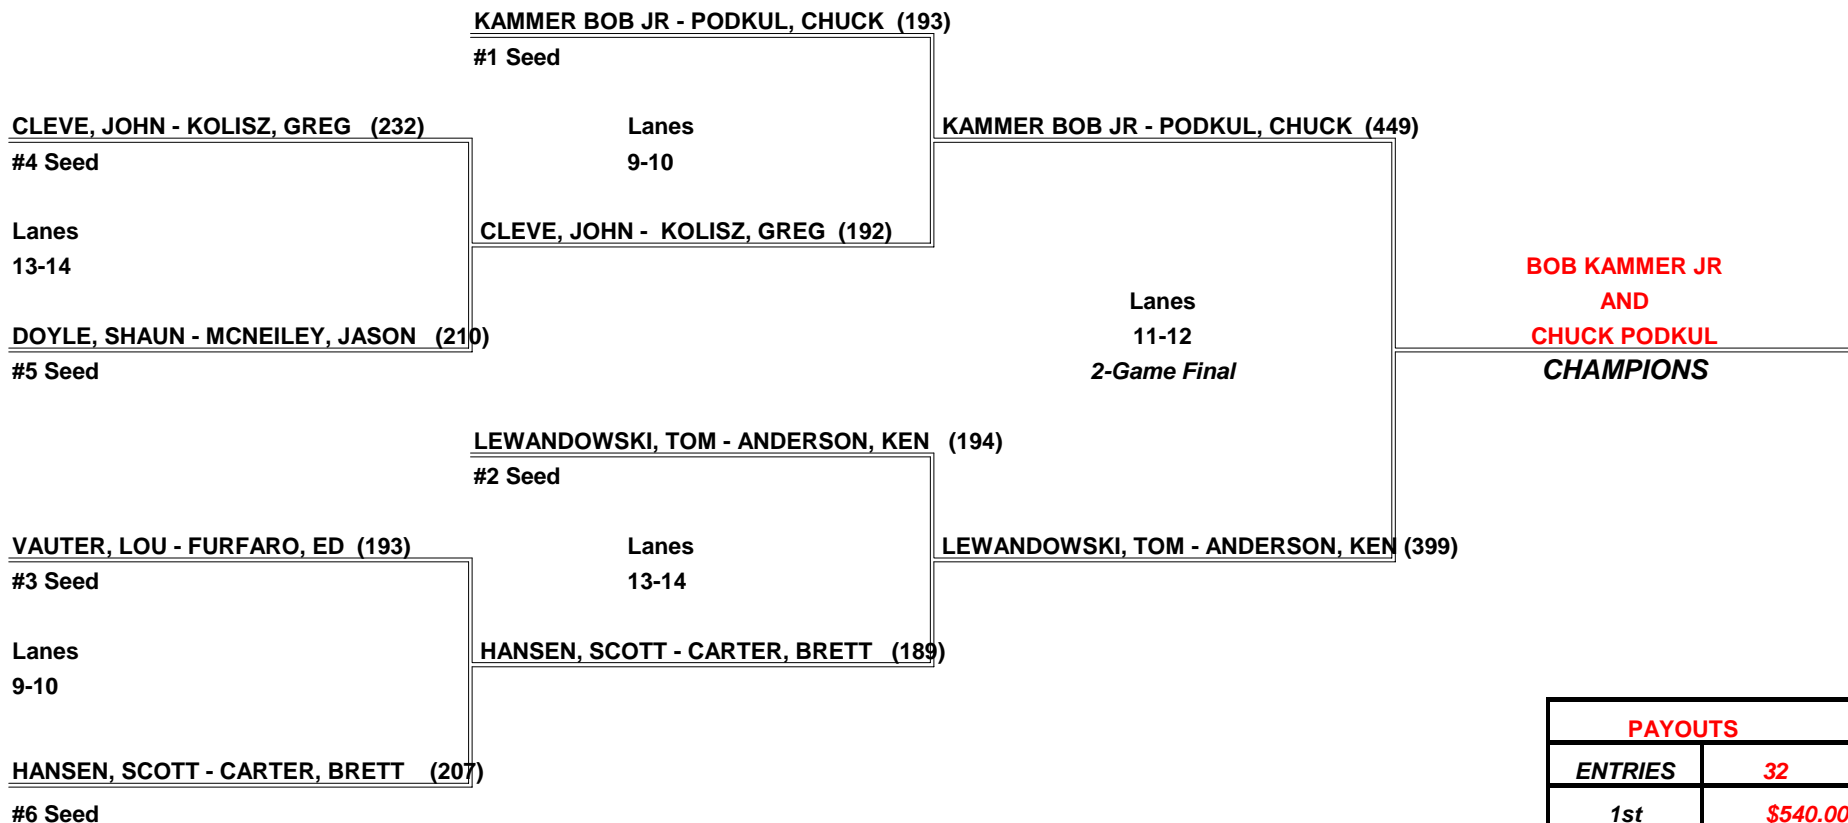 KAMMER BOB JR - PODKUL, CHUCK (193)
#1 Seed
CLEVE, JOHN - KOLISZ, GREG (232)
Lanes
KAMMER BOB JR - PODKUL, CHUCK (449)
#4 Seed
9-10
Lanes
CLEVE, JOHN - KOLISZ, GREG (192)
13-14
BOB KAMMER JR
Lanes
AND
DOYLE, SHAUN - MCNEILEY, JASON (210)
11-12
CHUCK PODKUL
#5 Seed
2-Game Final
CHAMPIONS
LEWANDOWSKI, TOM - ANDERSON, KEN (194)
#2 Seed
VAUTER, LOU - FURFARO, ED (193)
Lanes
LEWANDOWSKI, TOM - ANDERSON, KEN (399)
#3 Seed
13-14
Lanes
HANSEN, SCOTT - CARTER, BRETT (189)
9-10
PAYOUTS
HANSEN, SCOTT - CARTER, BRETT (207)
ENTRIES 32
#6 Seed
1st $540.00